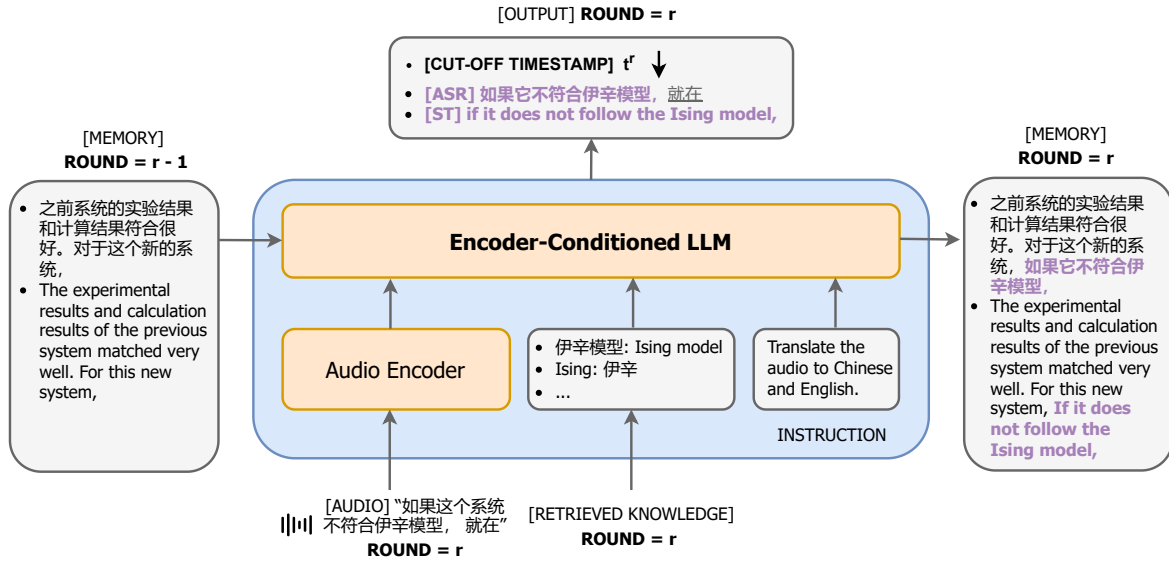 [OUTPUT] ROUND = r
• [CUT-OFF TIMESTAMP] tʳ
• [ASR] 如果它不符合伊辛模型，就在
• [ST] if it does not follow the Ising model,
[MEMORY]
ROUND = r - 1
• 之前系统的实验结果
和计算结果符合很
好。对于这个新的系
统，
• The experimental
results and calculation
results of the previous
system matched very
well. For this new
system,
Encoder-Conditioned LLM
Audio Encoder
• 伊辛模型: Ising model
• Ising: 伊辛
• ...
Translate the
audio to Chinese
and English.
INSTRUCTION
[MEMORY]
ROUND = r
• 之前系统的实验结果
和计算结果符合很
好。对于这个新的系
统，如果它不符合伊
辛模型，
• The experimental
results and calculation
results of the previous
system matched very
well. For this new
system, If it does
not follow the
Ising model,
[AUDIO] “如果这个系统
不符合伊辛模型， 就在”
ROUND = r
[RETRIEVED KNOWLEDGE]
ROUND = r